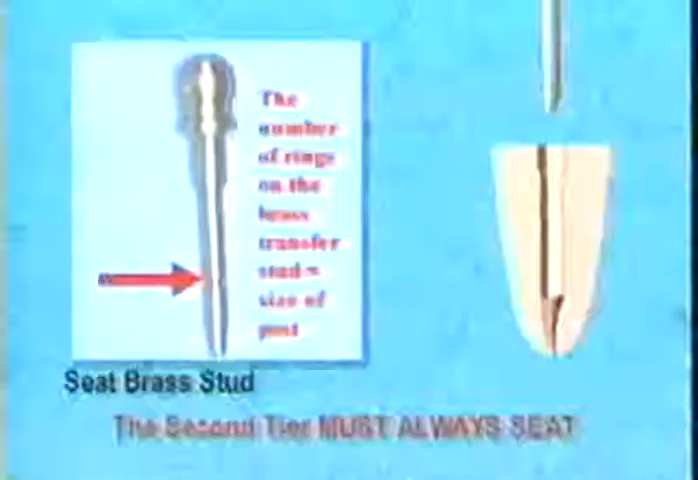 The
number
of rings
on the
brass
transfer
stud =
size of
post
Seat Brass Stud
The Second Tier MUST ALWAYS SEAT